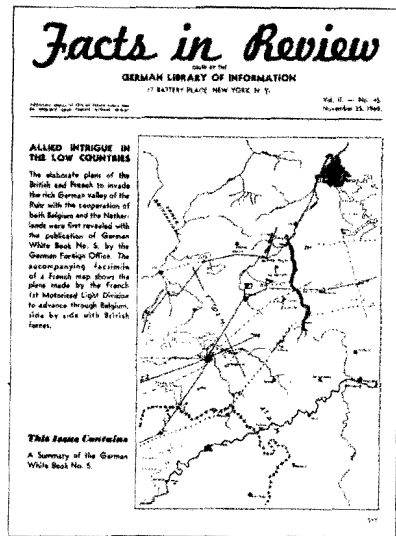 Facts in Review
ISSUED BY THE
GERMAN LIBRARY OF INFORMATION
17 BATTERY PLACE, NEW YORK, N. Y.
Vol. II. — No. 45
November 25, 1940
ALLIED INTRIGUE IN
THE LOW COUNTRIES
The elaborate plans of the
British and French to invade
the rich German valley of the
Ruhr with the cooperation of
both Belgium and the Nether-
lands were first revealed with
the publication of German
White Book No. 5, by the
German Foreign Office. The
accompanying facsimile
of a French map shows the
plans made by the French
1st Motorized Light Division
to advance through Belgium,
side by side with British
forces.
This Issue Contains
A Summary of the German
White Book No. 5.